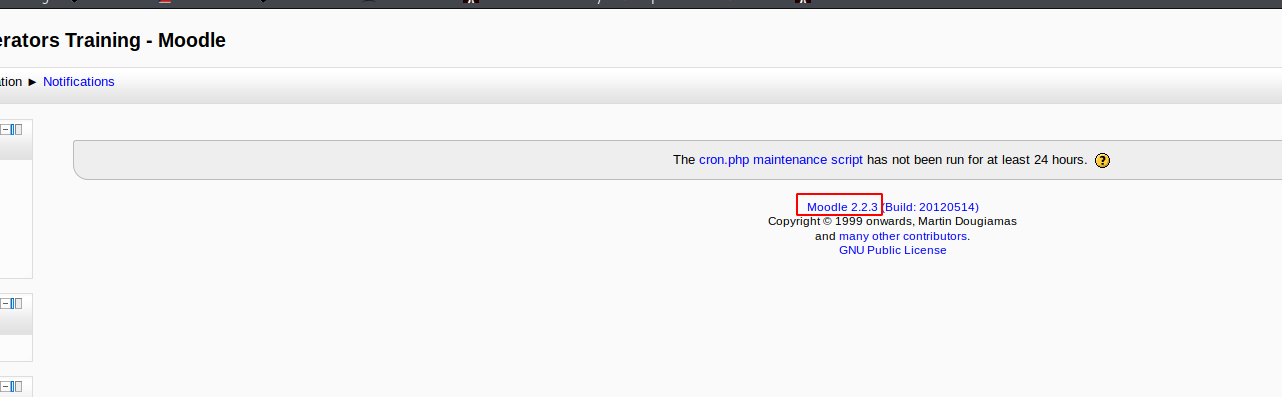 erators Training - Moodle
ation ► Notifications
The cron.php maintenance script has not been run for at least 24 hours.
Moodle 2.2.3 (Build: 20120514)
Copyright © 1999 onwards, Martin Dougiamas
and many other contributors.
GNU Public License